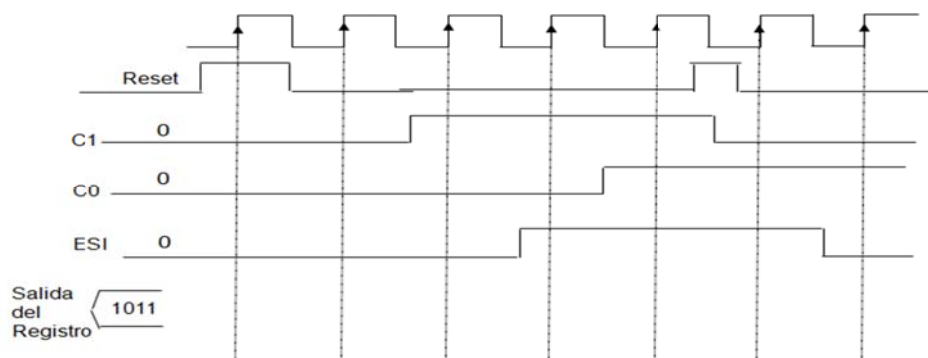 Reset
0
C1
0
C0
ESI 0
Salida
del
Registro
1011